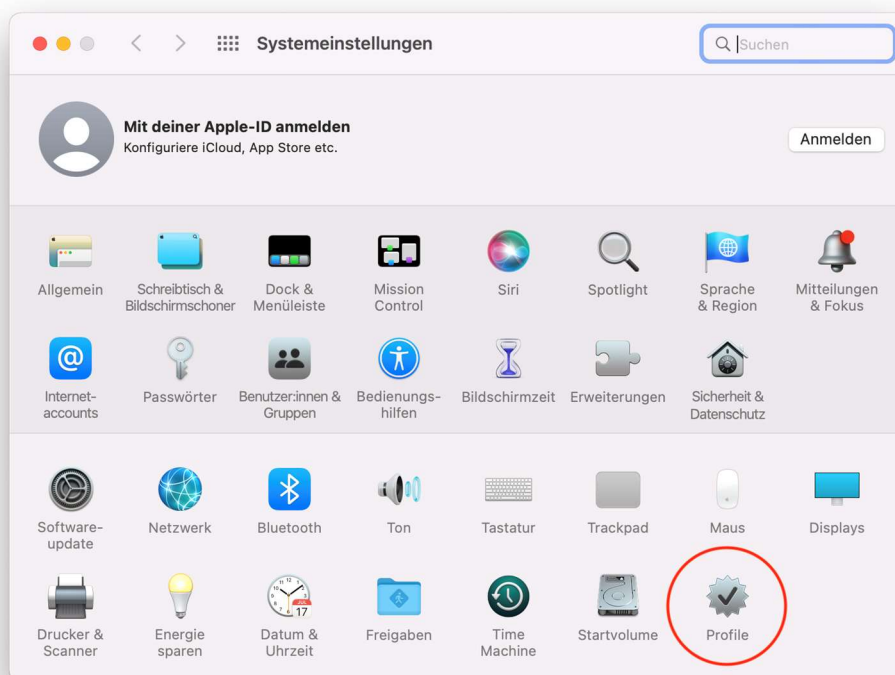 Systemeinstellungen
Suchen
Mit deiner Apple-ID anmelden
Konfiguriere iCloud, App Store etc.
Anmelden
Allgemein
Schreibtisch &
Bildschirmschoner
Dock &
Menüleiste
Mission
Control
Siri
Spotlight
Sprache
& Region
Mitteilungen
& Fokus
Internet-
accounts
Passwörter
Benutzer:innen &
Gruppen
Bedienungs-
hilfen
Bildschirmzeit
Erweiterungen
Sicherheit &
Datenschutz
Software-
update
Netzwerk
Bluetooth
Ton
Tastatur
Trackpad
Maus
Displays
Drucker &
Scanner
Energie
sparen
JUL
17
Datum &
Uhrzeit
Freigaben
Time
Machine
Startvolume
Profile